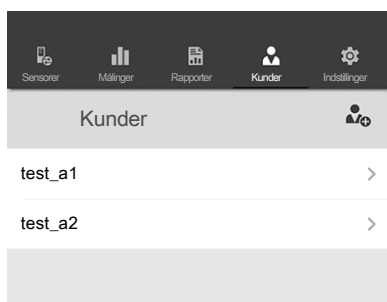 Sensorer Målinger Rapporter Kunder Indstillinger
Kunder
test_a1
test_a2